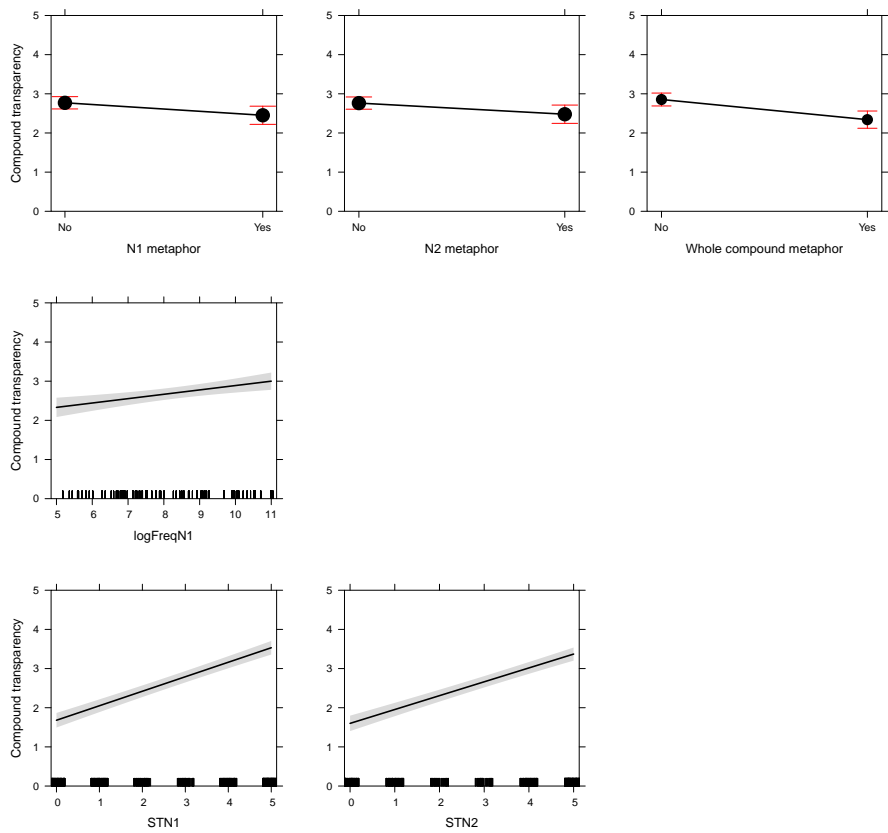 Compound transparency
5
4
3
2
1
0
No Yes
N1 metaphor
5
4
3
2
1
0
No Yes
N2 metaphor
5
4
3
2
1
0
No Yes
Whole compound metaphor
Compound transparency
5
4
3
2
1
0
5 6 7 8 9 10 11
logFreqN1
Compound transparency
5
4
3
2
1
0
0 1 2 3 4 5
STN1
5
4
3
2
1
0
0 1 2 3 4 5
STN2